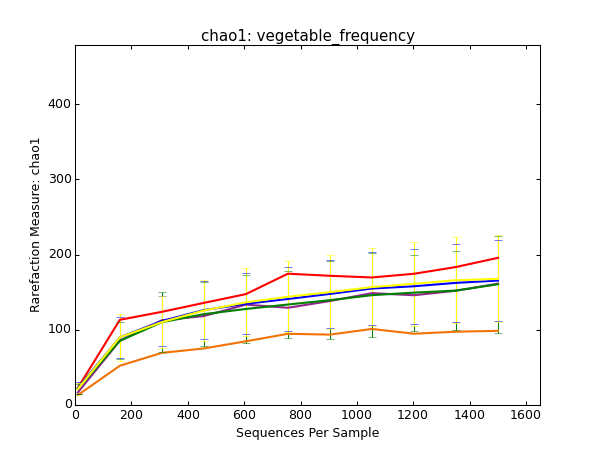 chao1: vegetable_frequency
Rarefaction Measure: chao1
400
300
200
100
0
0 200 400 600 800 1000 1200 1400 1600
Sequences Per Sample